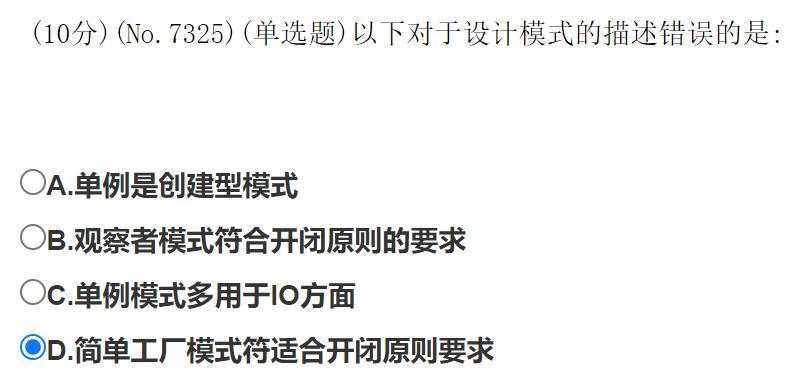 (10分)(No.7325)(单选题)以下对于设计模式的描述错误的是:
A.单例是创建型模式
B.观察者模式符合开闭原则的要求
C.单例模式多用于IO方面
D.简单工厂模式符适合开闭原则要求